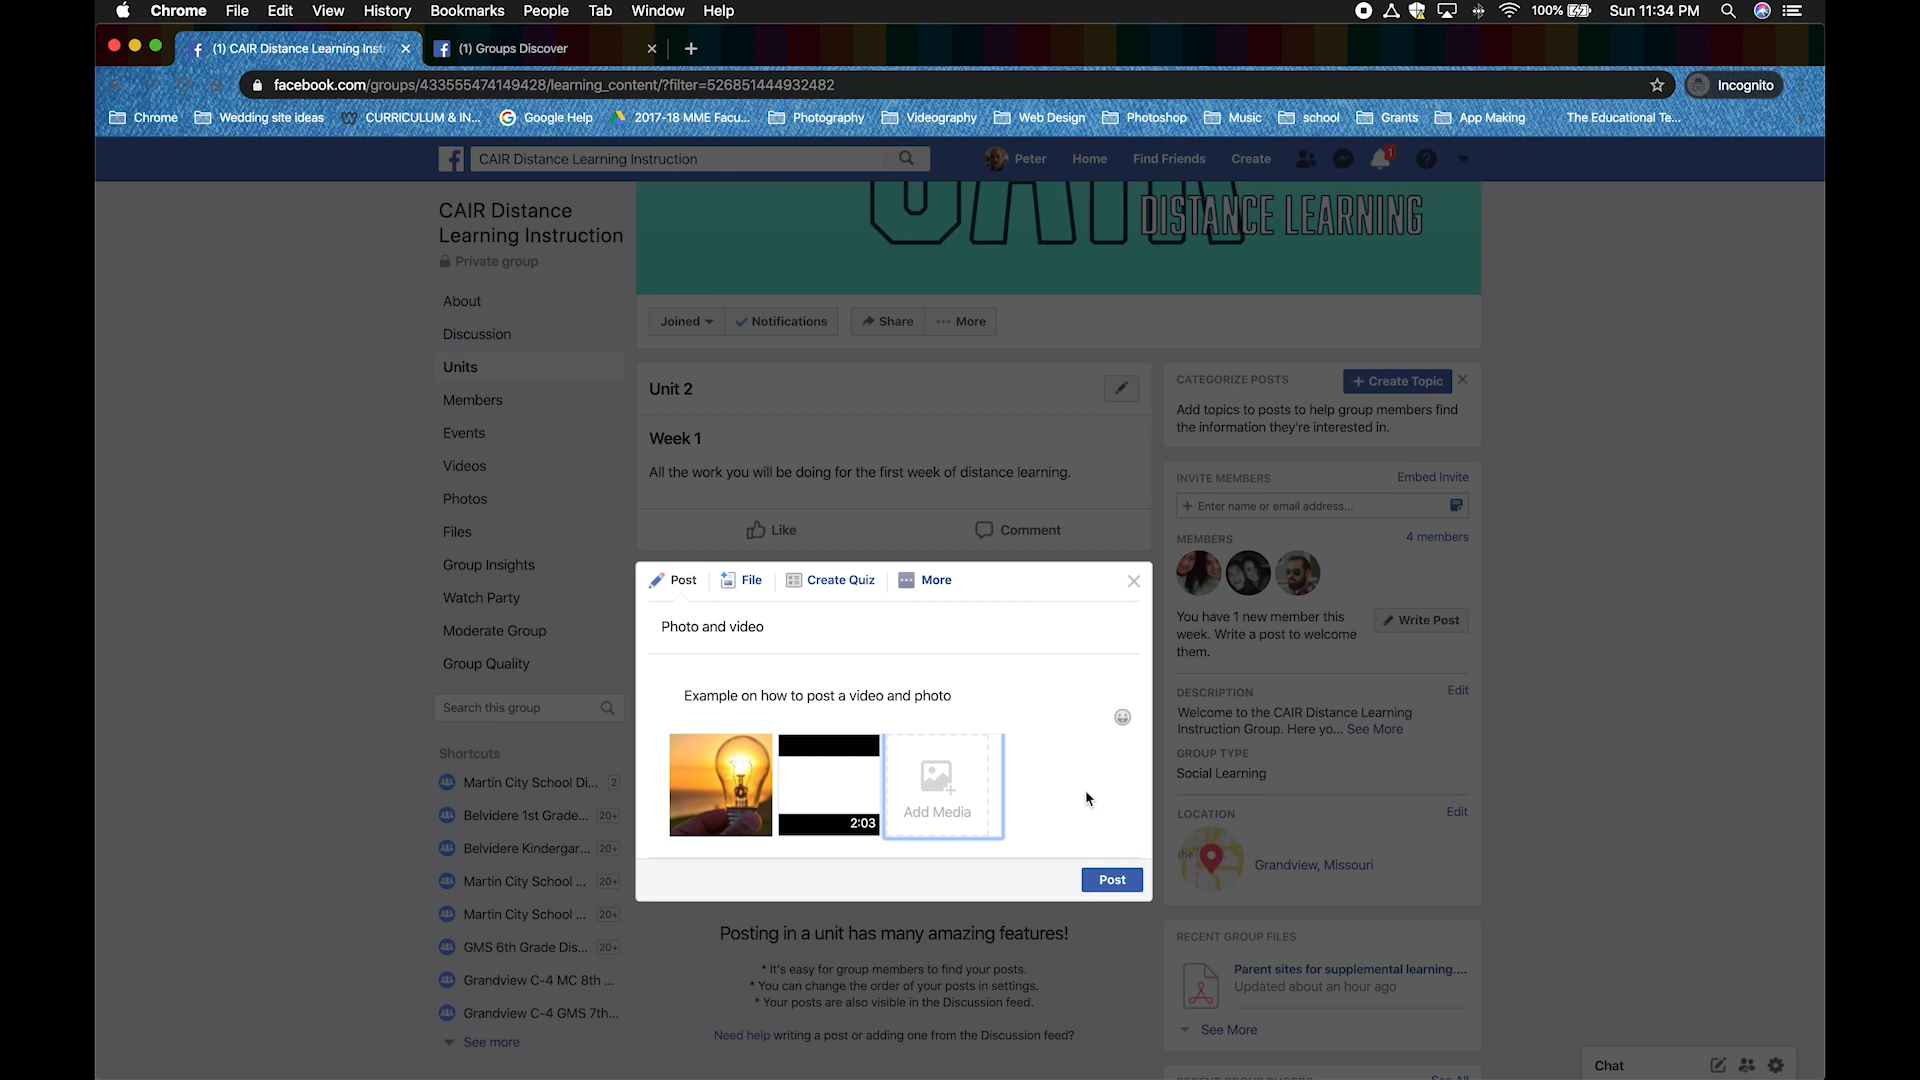 Chrome File Edit View History Bookmarks People Tab Window Help 100% Sun 11:34 PM
(1) CAIR Distance Learning Inst
(1) Groups Discover
facebook.com/groups/433555474149428/learning_content/?filter=526851444932482
Incognito
Chrome Wedding site ideas CURRICULUM & IN... Google Help 2017-18 MME Facu... Photography Videography Web Design Photoshop Music school Grants App Making The Educational Te...
CAIR Distance Learning Instruction
Peter Home Find Friends Create 1
CAIR Distance
Learning Instruction
Private group
About
Discussion
Units
Members
Events
Videos
Photos
Files
Group Insights
Watch Party
Moderate Group
Group Quality
Search this group
Shortcuts
Martin City School Di... 2
Belvidere 1st Grade... 20+
Belvidere Kindergar... 20+
Martin City School ... 20+
Martin City School ... 20+
GMS 6th Grade Dis... 20+
Grandview C-4 MC 8th ...
Grandview C-4 GMS 7th...
See more
CAIR
DISTANCE LEARNING
Joined Notifications Share More
Unit 2
Week 1
All the work you will be doing for the first week of distance learning.
Like Comment
Post File Create Quiz More
Photo and video
Example on how to post a video and photo
2:03
Add Media
Post
Posting in a unit has many amazing features!
* It's easy for group members to find your posts.
* You can change the order of your posts in settings.
* Your posts are also visible in the Discussion feed.
Need help writing a post or adding one from the Discussion feed?
CATEGORIZE POSTS
+ Create Topic
Add topics to posts to help group members find
the information they're interested in.
INVITE MEMBERS Embed Invite
+ Enter name or email address...
MEMBERS 4 members
You have 1 new member this
week. Write a post to welcome
them.
Write Post
DESCRIPTION Edit
Welcome to the CAIR Distance Learning
Instruction Group. Here yo... See More
GROUP TYPE
Social Learning
LOCATION Edit
the
Grandview, Missouri
RECENT GROUP FILES
Parent sites for supplemental learning....
Updated about an hour ago
See More
RECENT GROUP PHOTOS See All
Chat